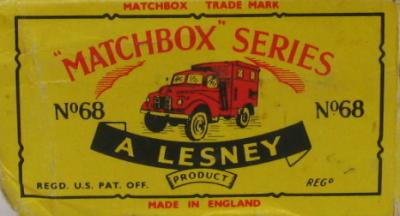 MATCHBOX TRADE MARK
"MATCHBOX" SERIES
Nº68 Nº68
A LESNEY
PRODUCT
REGD. U.S. PAT. OFF. REGº
MADE IN ENGLAND